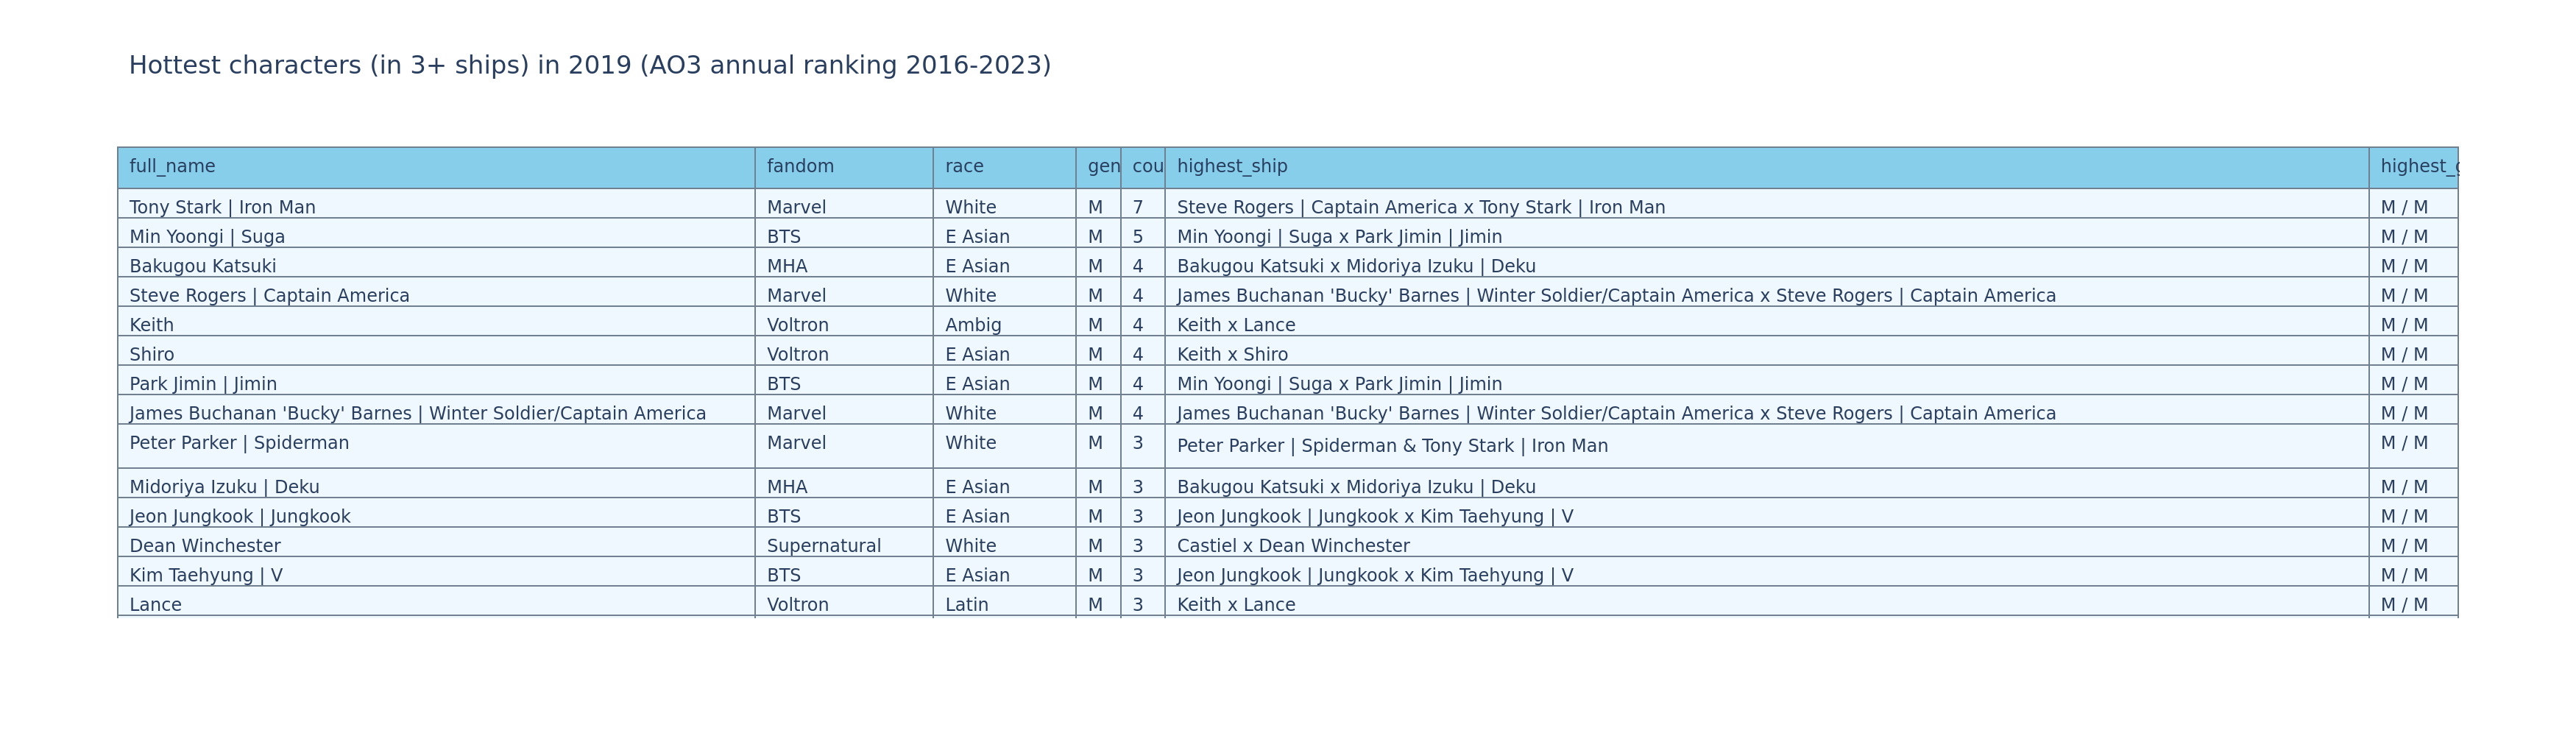 Hottest characters (in 3+ ships) in 2019 (AO3 annual ranking 2016-2023)
full_name fandom race gen cou highest_ship highest_g
Tony Stark | Iron Man Marvel White M 7 Steve Rogers | Captain America x Tony Stark | Iron Man M / M
Min Yoongi | Suga BTS E Asian M 5 Min Yoongi | Suga x Park Jimin | Jimin M / M
Bakugou Katsuki MHA E Asian M 4 Bakugou Katsuki x Midoriya Izuku | Deku M / M
Steve Rogers | Captain America Marvel White M 4 James Buchanan 'Bucky' Barnes | Winter Soldier/Captain America x Steve Rogers | Captain America M / M
Keith Voltron Ambig M 4 Keith x Lance M / M
Shiro Voltron E Asian M 4 Keith x Shiro M / M
Park Jimin | Jimin BTS E Asian M 4 Min Yoongi | Suga x Park Jimin | Jimin M / M
James Buchanan 'Bucky' Barnes | Winter Soldier/Captain America Marvel White M 4 James Buchanan 'Bucky' Barnes | Winter Soldier/Captain America x Steve Rogers | Captain America M / M
Peter Parker | Spiderman Marvel White M 3 Peter Parker | Spiderman & Tony Stark | Iron Man M / M
Midoriya Izuku | Deku MHA E Asian M 3 Bakugou Katsuki x Midoriya Izuku | Deku M / M
Jeon Jungkook | Jungkook BTS E Asian M 3 Jeon Jungkook | Jungkook x Kim Taehyung | V M / M
Dean Winchester Supernatural White M 3 Castiel x Dean Winchester M / M
Kim Taehyung | V BTS E Asian M 3 Jeon Jungkook | Jungkook x Kim Taehyung | V M / M
Lance Voltron Latin M 3 Keith x Lance M / M